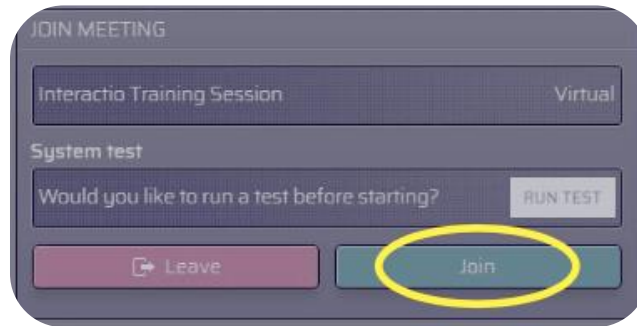 JOIN MEETING
Interactio Training Session Virtual
System test
Would you like to run a test before starting? RUN TEST
Leave Join